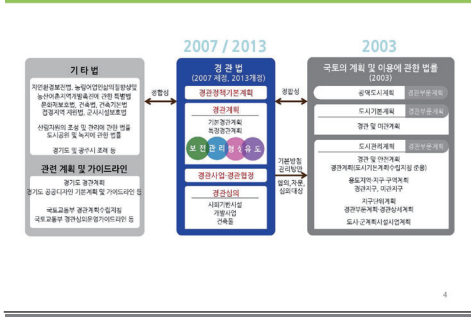 2007 / 2013
2003
기 타 법
자연환경보전법, 농림어업인삶의질향상및
농산어촌지역개발촉진에 관한 특별법
문화재보호법, 건축법, 건축기본법
접경지역 지원법, 군사시설보호법
산림자원의 조성 및 관리에 관한 법률
도시공원 및 녹지에 관한 법률
경기도 및 광주시 조례 등
관련 계획 및 가이드라인
경기도 경관계획
경기도 공공디자인 기본계획 및 가이드라인 등
국토교통부 경관계획수립지침
국토교통부 경관심의운영가이드라인 등
정합성
경 관 법
(2007 제정, 2013개정)
경관정책기본계획
경관계획
기본경관계획
특정경관계획
보전 관리 형성 유도
경관사업·경관협정
경관심의
사회기반시설
개발사업
건축물
정합성
기본방침
관리방안
협의,자문,
심의대상
국토의 계획 및 이용에 관한 법률
(2003)
광역도시계획 경관부문계획
도시기본계획 경관부문계획
경관 및 미관계획
도시관리계획 경관부문계획
경관 및 안전계획
경관계획(도시기본계획수립지침 준용)
용도지역·지구·구역계획
경관지구, 미관지구
지구단위계획
경관부문계획·경관상세계획
도시·군계획시설사업계획
4